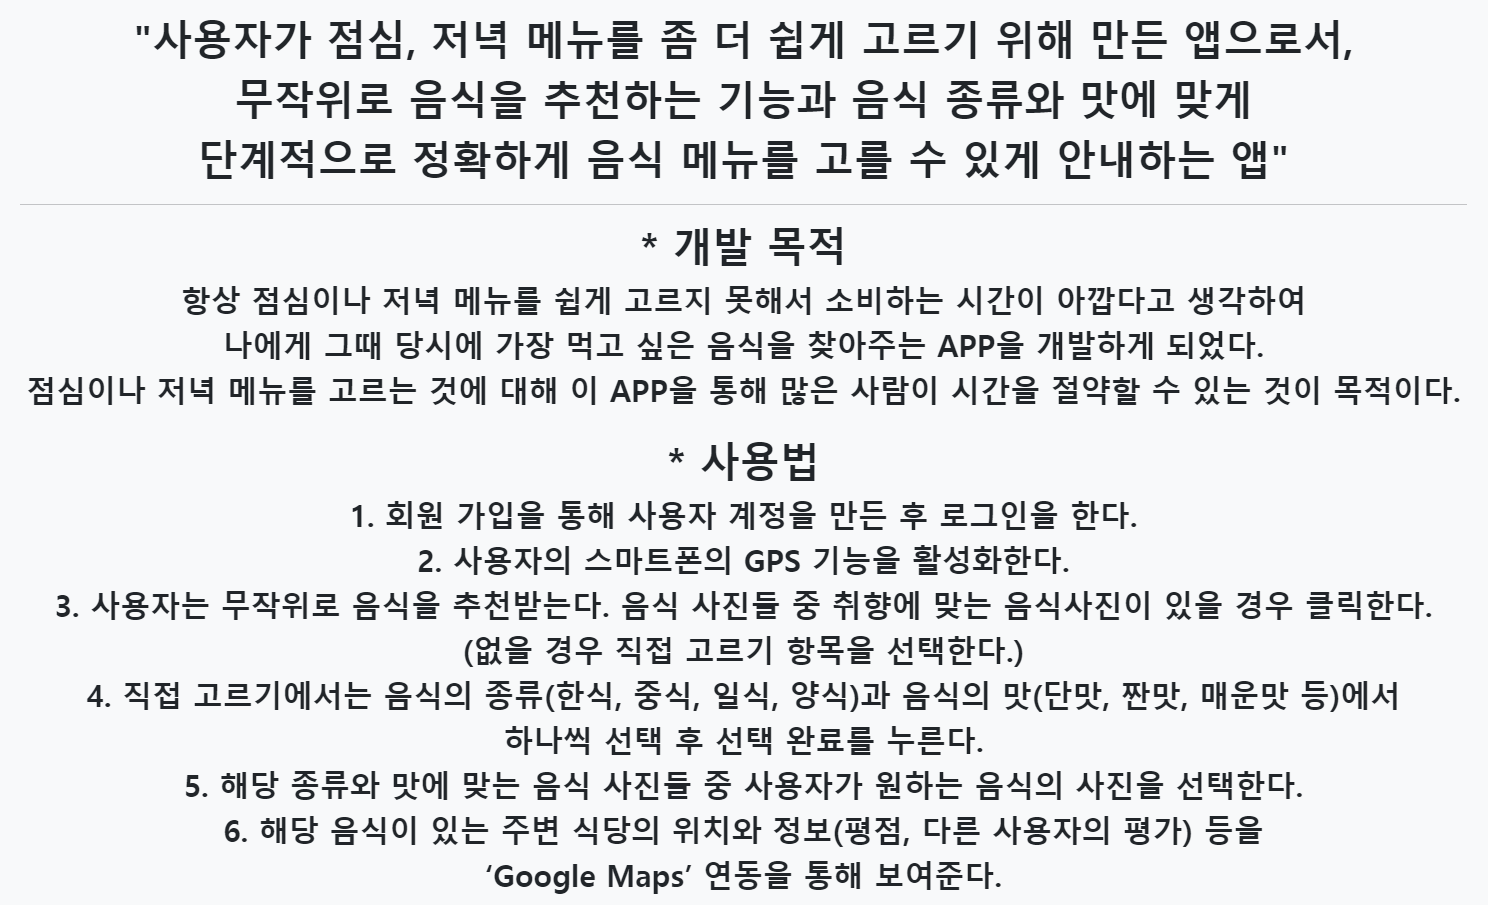 "사용자가 점심, 저녁 메뉴를 좀 더 쉽게 고르기 위해 만든 앱으로서,
무작위로 음식을 추천하는 기능과 음식 종류와 맛에 맞게
단계적으로 정확하게 음식 메뉴를 고를 수 있게 안내하는 앱"
* 개발 목적
항상 점심이나 저녁 메뉴를 쉽게 고르지 못해서 소비하는 시간이 아깝다고 생각하여
나에게 그때 당시에 가장 먹고 싶은 음식을 찾아주는 APP을 개발하게 되었다.
점심이나 저녁 메뉴를 고르는 것에 대해 이 APP을 통해 많은 사람이 시간을 절약할 수 있는 것이 목적이다.
* 사용법
1. 회원 가입을 통해 사용자 계정을 만든 후 로그인을 한다.
2. 사용자의 스마트폰의 GPS 기능을 활성화한다.
3. 사용자는 무작위로 음식을 추천받는다. 음식 사진들 중 취향에 맞는 음식사진이 있을 경우 클릭한다.
(없을 경우 직접 고르기 항목을 선택한다.)
4. 직접 고르기에서는 음식의 종류(한식, 중식, 일식, 양식)과 음식의 맛(단맛, 짠맛, 매운맛 등)에서
하나씩 선택 후 선택 완료를 누른다.
5. 해당 종류와 맛에 맞는 음식 사진들 중 사용자가 원하는 음식의 사진을 선택한다.
6. 해당 음식이 있는 주변 식당의 위치와 정보(평점, 다른 사용자의 평가) 등을
‘Google Maps’ 연동을 통해 보여준다.